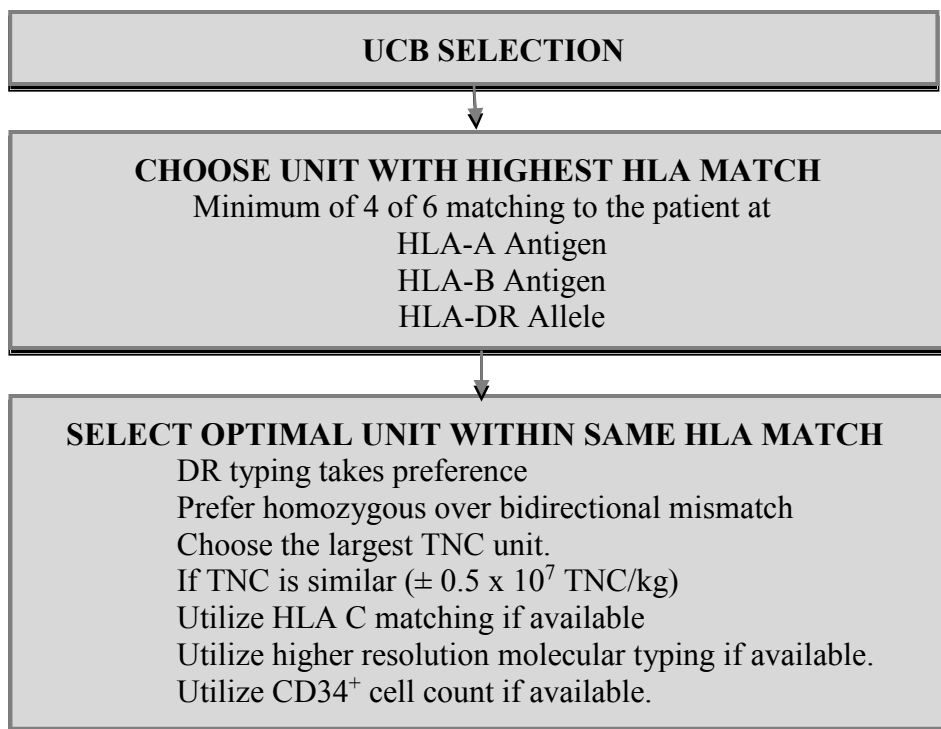 UCB SELECTION
CHOOSE UNIT WITH HIGHEST HLA MATCH
Minimum of 4 of 6 matching to the patient at
HLA-A Antigen
HLA-B Antigen
HLA-DR Allele
SELECT OPTIMAL UNIT WITHIN SAME HLA MATCH
DR typing takes preference
Prefer homozygous over bidirectional mismatch
Choose the largest TNC unit.
If TNC is similar (± 0.5 x 10⁷ TNC/kg)
Utilize HLA C matching if available
Utilize higher resolution molecular typing if available.
Utilize CD34⁺ cell count if available.